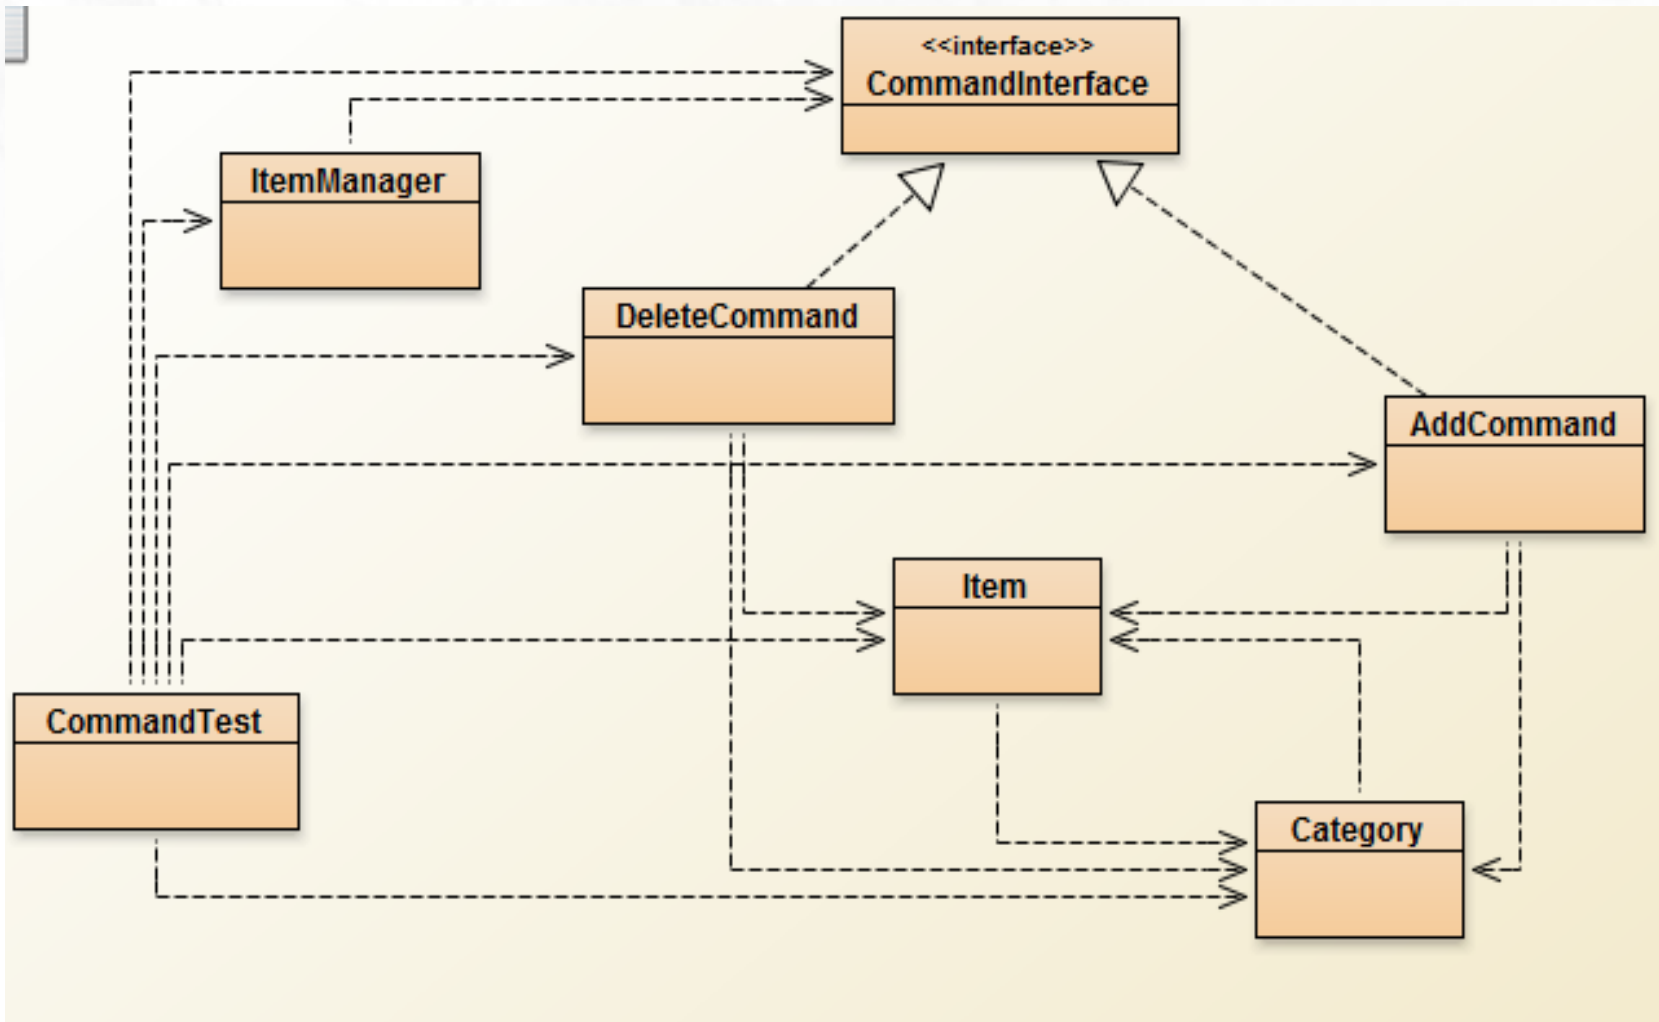 <<interface>>
CommandInterface
ItemManager
DeleteCommand
AddCommand
Item
CommandTest
Category